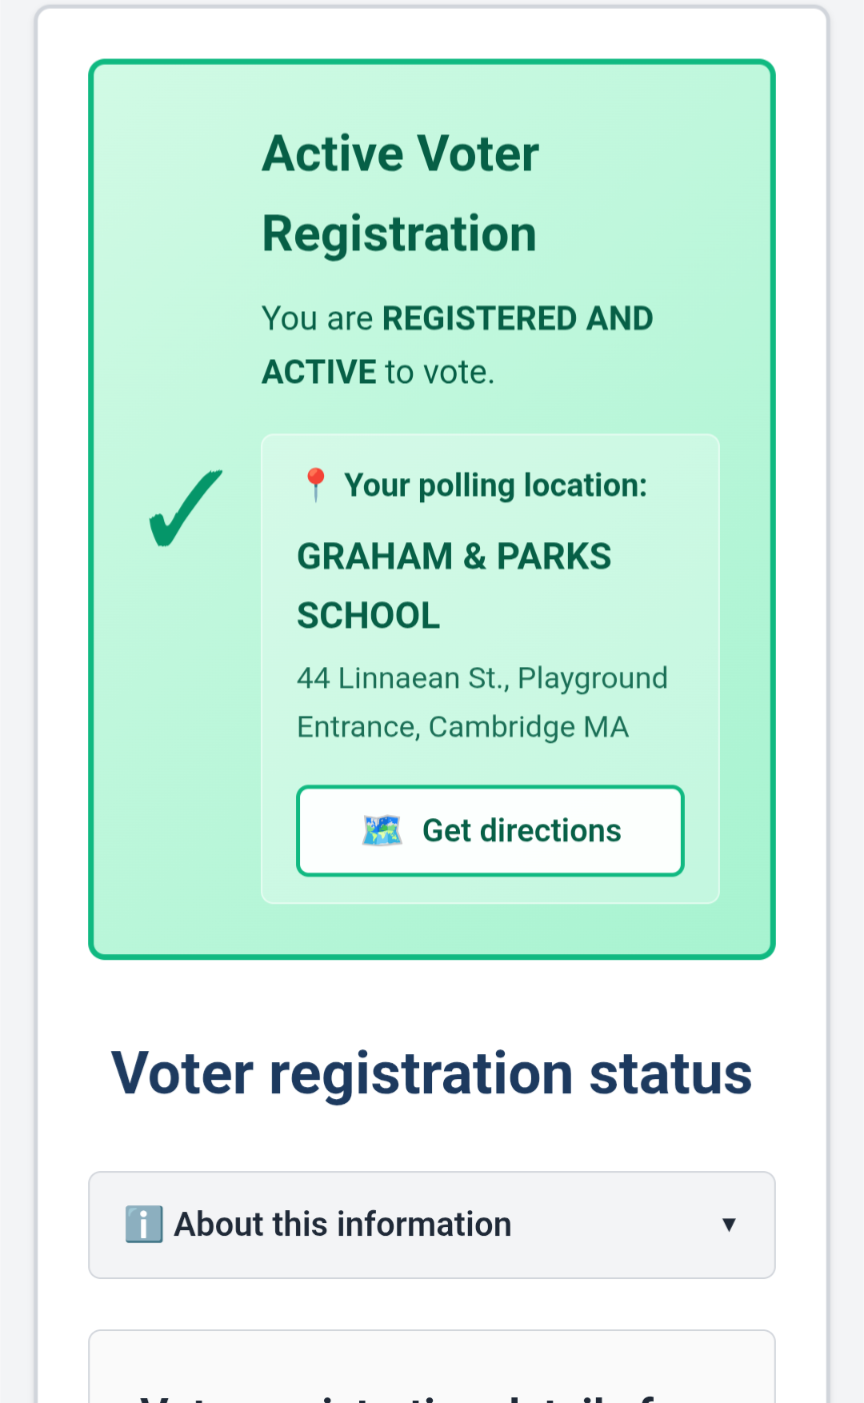 Active Voter
Registration
You are REGISTERED AND
ACTIVE to vote.
Your polling location:
GRAHAM & PARKS
SCHOOL
44 Linnaean St., Playground
Entrance, Cambridge MA
Get directions
Voter registration status
About this information